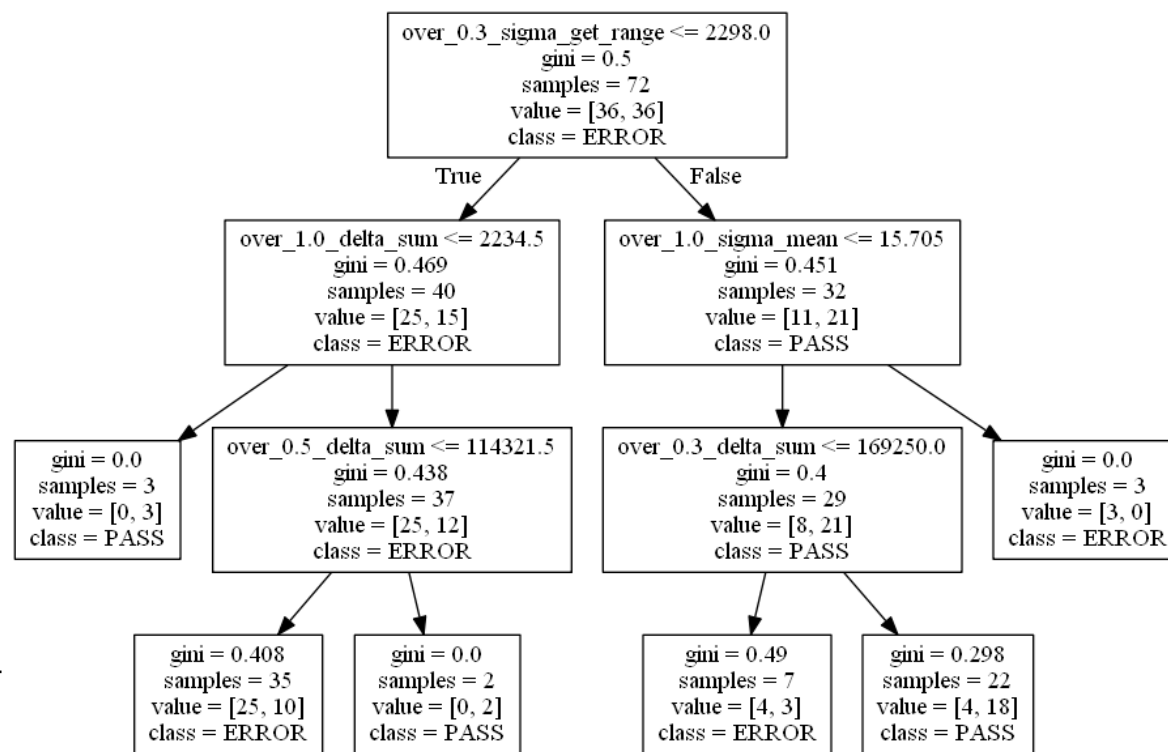 over_0.3_sigma_get_range <= 2298.0
gini = 0.5
samples = 72
value = [36, 36]
class = ERROR
True
False
over_1.0_delta_sum <= 2234.5
gini = 0.469
samples = 40
value = [25, 15]
class = ERROR
over_1.0_sigma_mean <= 15.705
gini = 0.451
samples = 32
value = [11, 21]
class = PASS
gini = 0.0
samples = 3
value = [0, 3]
class = PASS
over_0.5_delta_sum <= 114321.5
gini = 0.438
samples = 37
value = [25, 12]
class = ERROR
over_0.3_delta_sum <= 169250.0
gini = 0.4
samples = 29
value = [8, 21]
class = PASS
gini = 0.0
samples = 3
value = [3, 0]
class = ERROR
gini = 0.408
samples = 35
value = [25, 10]
class = ERROR
gini = 0.0
samples = 2
value = [0, 2]
class = PASS
gini = 0.49
samples = 7
value = [4, 3]
class = ERROR
gini = 0.298
samples = 22
value = [4, 18]
class = PASS